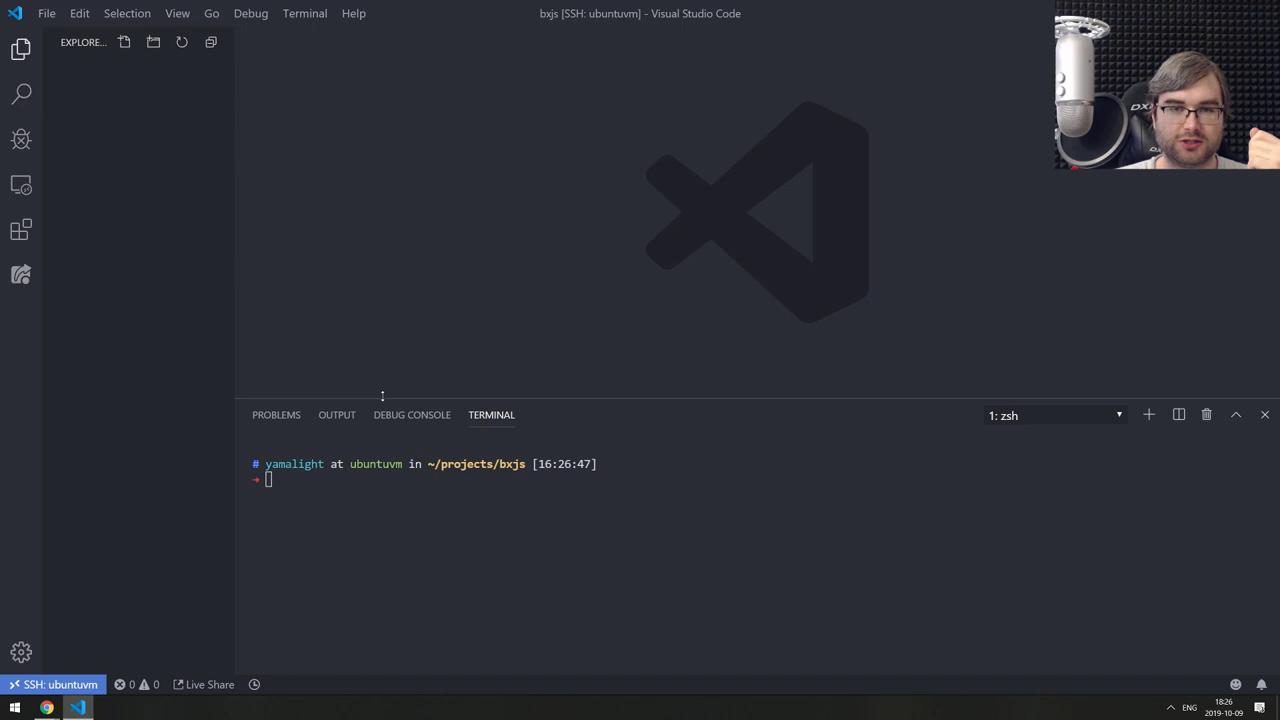 File Edit Selection View Go Debug Terminal Help
bxjs [SSH: ubuntuvm] - Visual Studio Code
EXPLORE...
DX
PROBLEMS OUTPUT DEBUG CONSOLE TERMINAL
1: zsh
# yamalight at ubuntuvm in ~/projects/bxjs [16:26:47]
➜
SSH: ubuntuvm 0 0 Live Share
ENG
18:26
2019-10-09